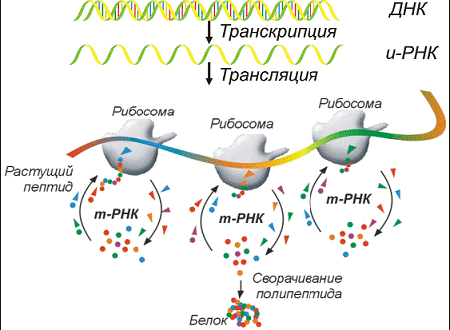 ДНК
Транскрипция
и-РНК
Трансляция
Рибосома
Рибосома
Рибосома
Растущий
пептид
т-РНК
т-РНК
т-РНК
Сворачивание
полипептида
Белок